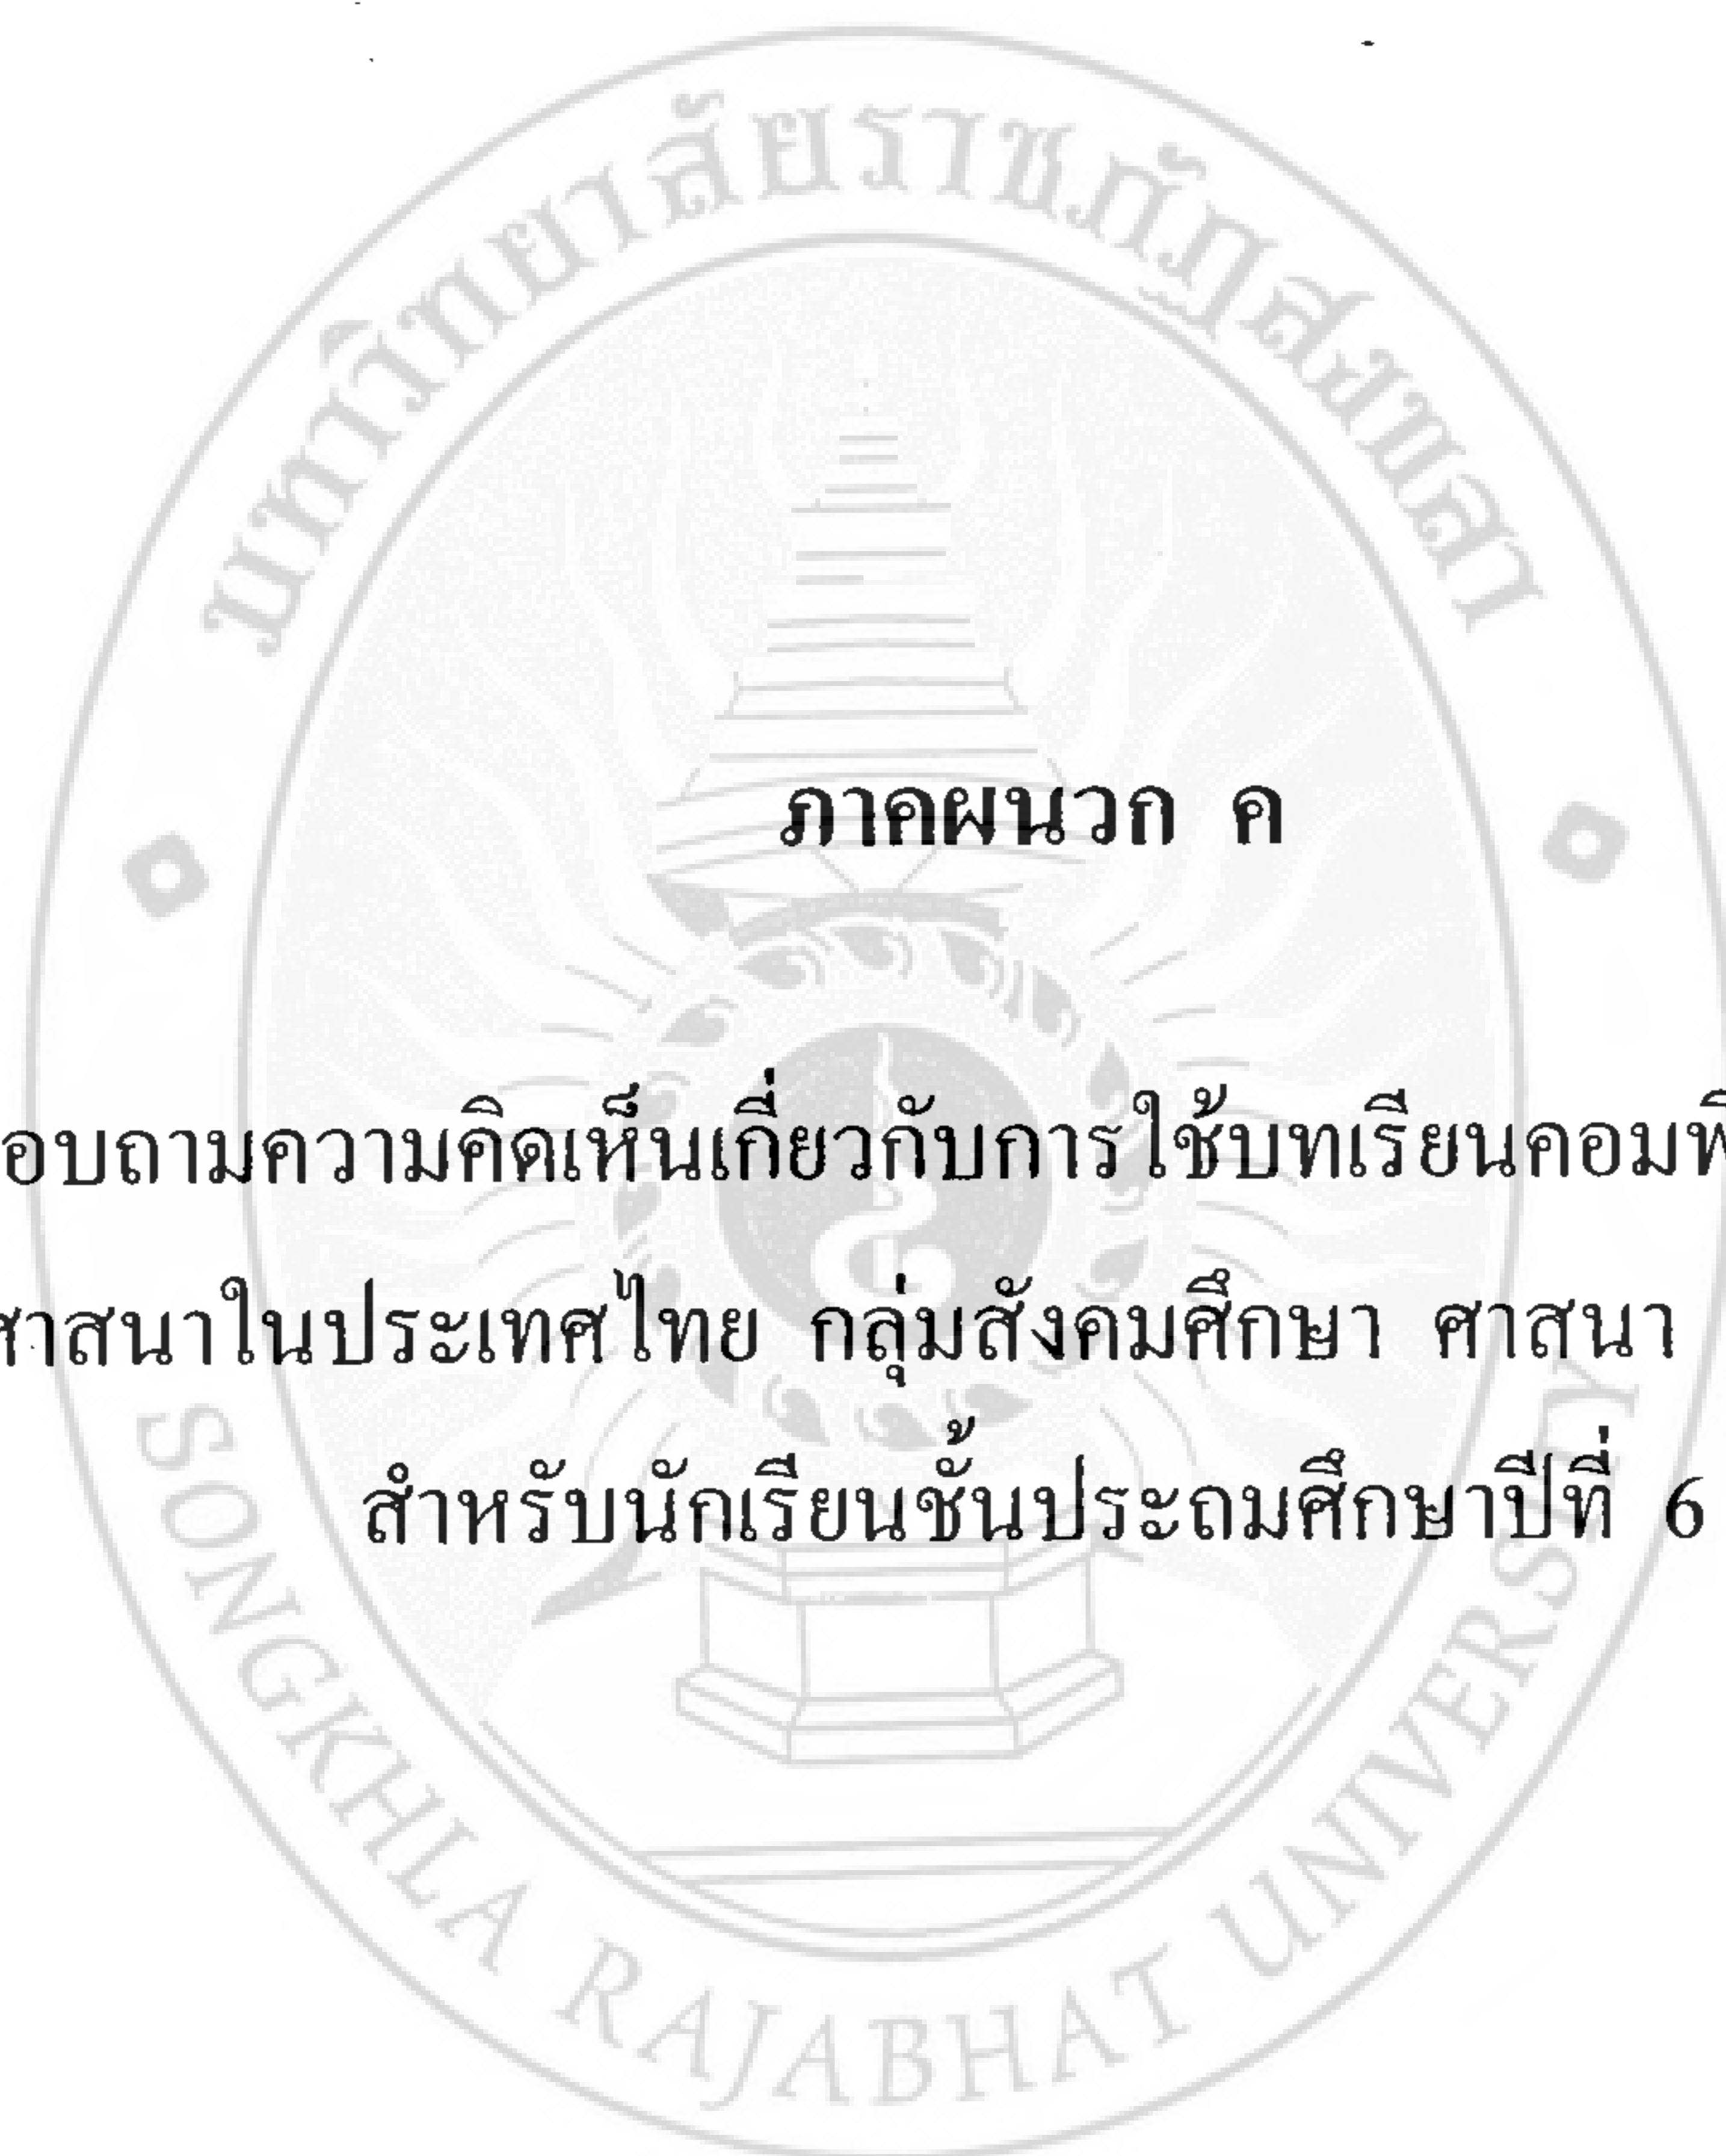 มหาวิทยาลัยราชภัฏสงขลา
ภาคผนวก ค
อบถามความคิดเห็นเกี่ยวกับการใช้บทเรียนคอมพิ
ศาสนาในประเทศไทย กลุ่มสังคมศึกษา ศาสนา
สำหรับนักเรียนชั้นประถมศึกษาปีที่ 6
SONGKHLA RAJABHAT UNIVERSITY